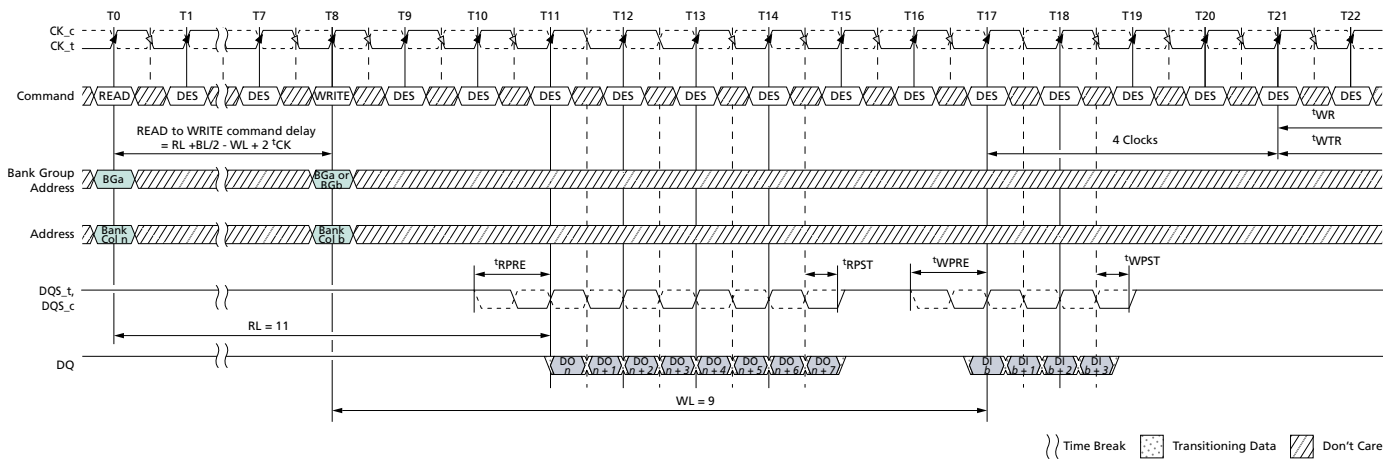 T0 T1 T7 T8 T9 T10 T11 T12 T13 T14 T15 T16 T17 T18 T19 T20 T21 T22
CK_c
CK_t
Command READ DES DES WRITE DES DES DES DES DES DES DES DES DES DES DES DES DES DES
tWR
READ to WRITE command delay
= RL +BL/2 - WL + 2 tCK
4 Clocks
tWTR
Bank Group
Address
BGa
BGa or
BGb
Address
Bank
Col n
Bank
Col b
tRPRE tRPST tWPRE tWPST
DQS_t,
DQS_c
RL = 11
DQ
DO
n
DO
n + 1
DO
n + 2
DO
n + 3
DO
n + 4
DO
n + 5
DO
n + 6
DO
n + 7
DI
b
DI
b + 1
DI
b + 2
DI
b + 3
WL = 9
Time Break Transitioning Data Don't Care